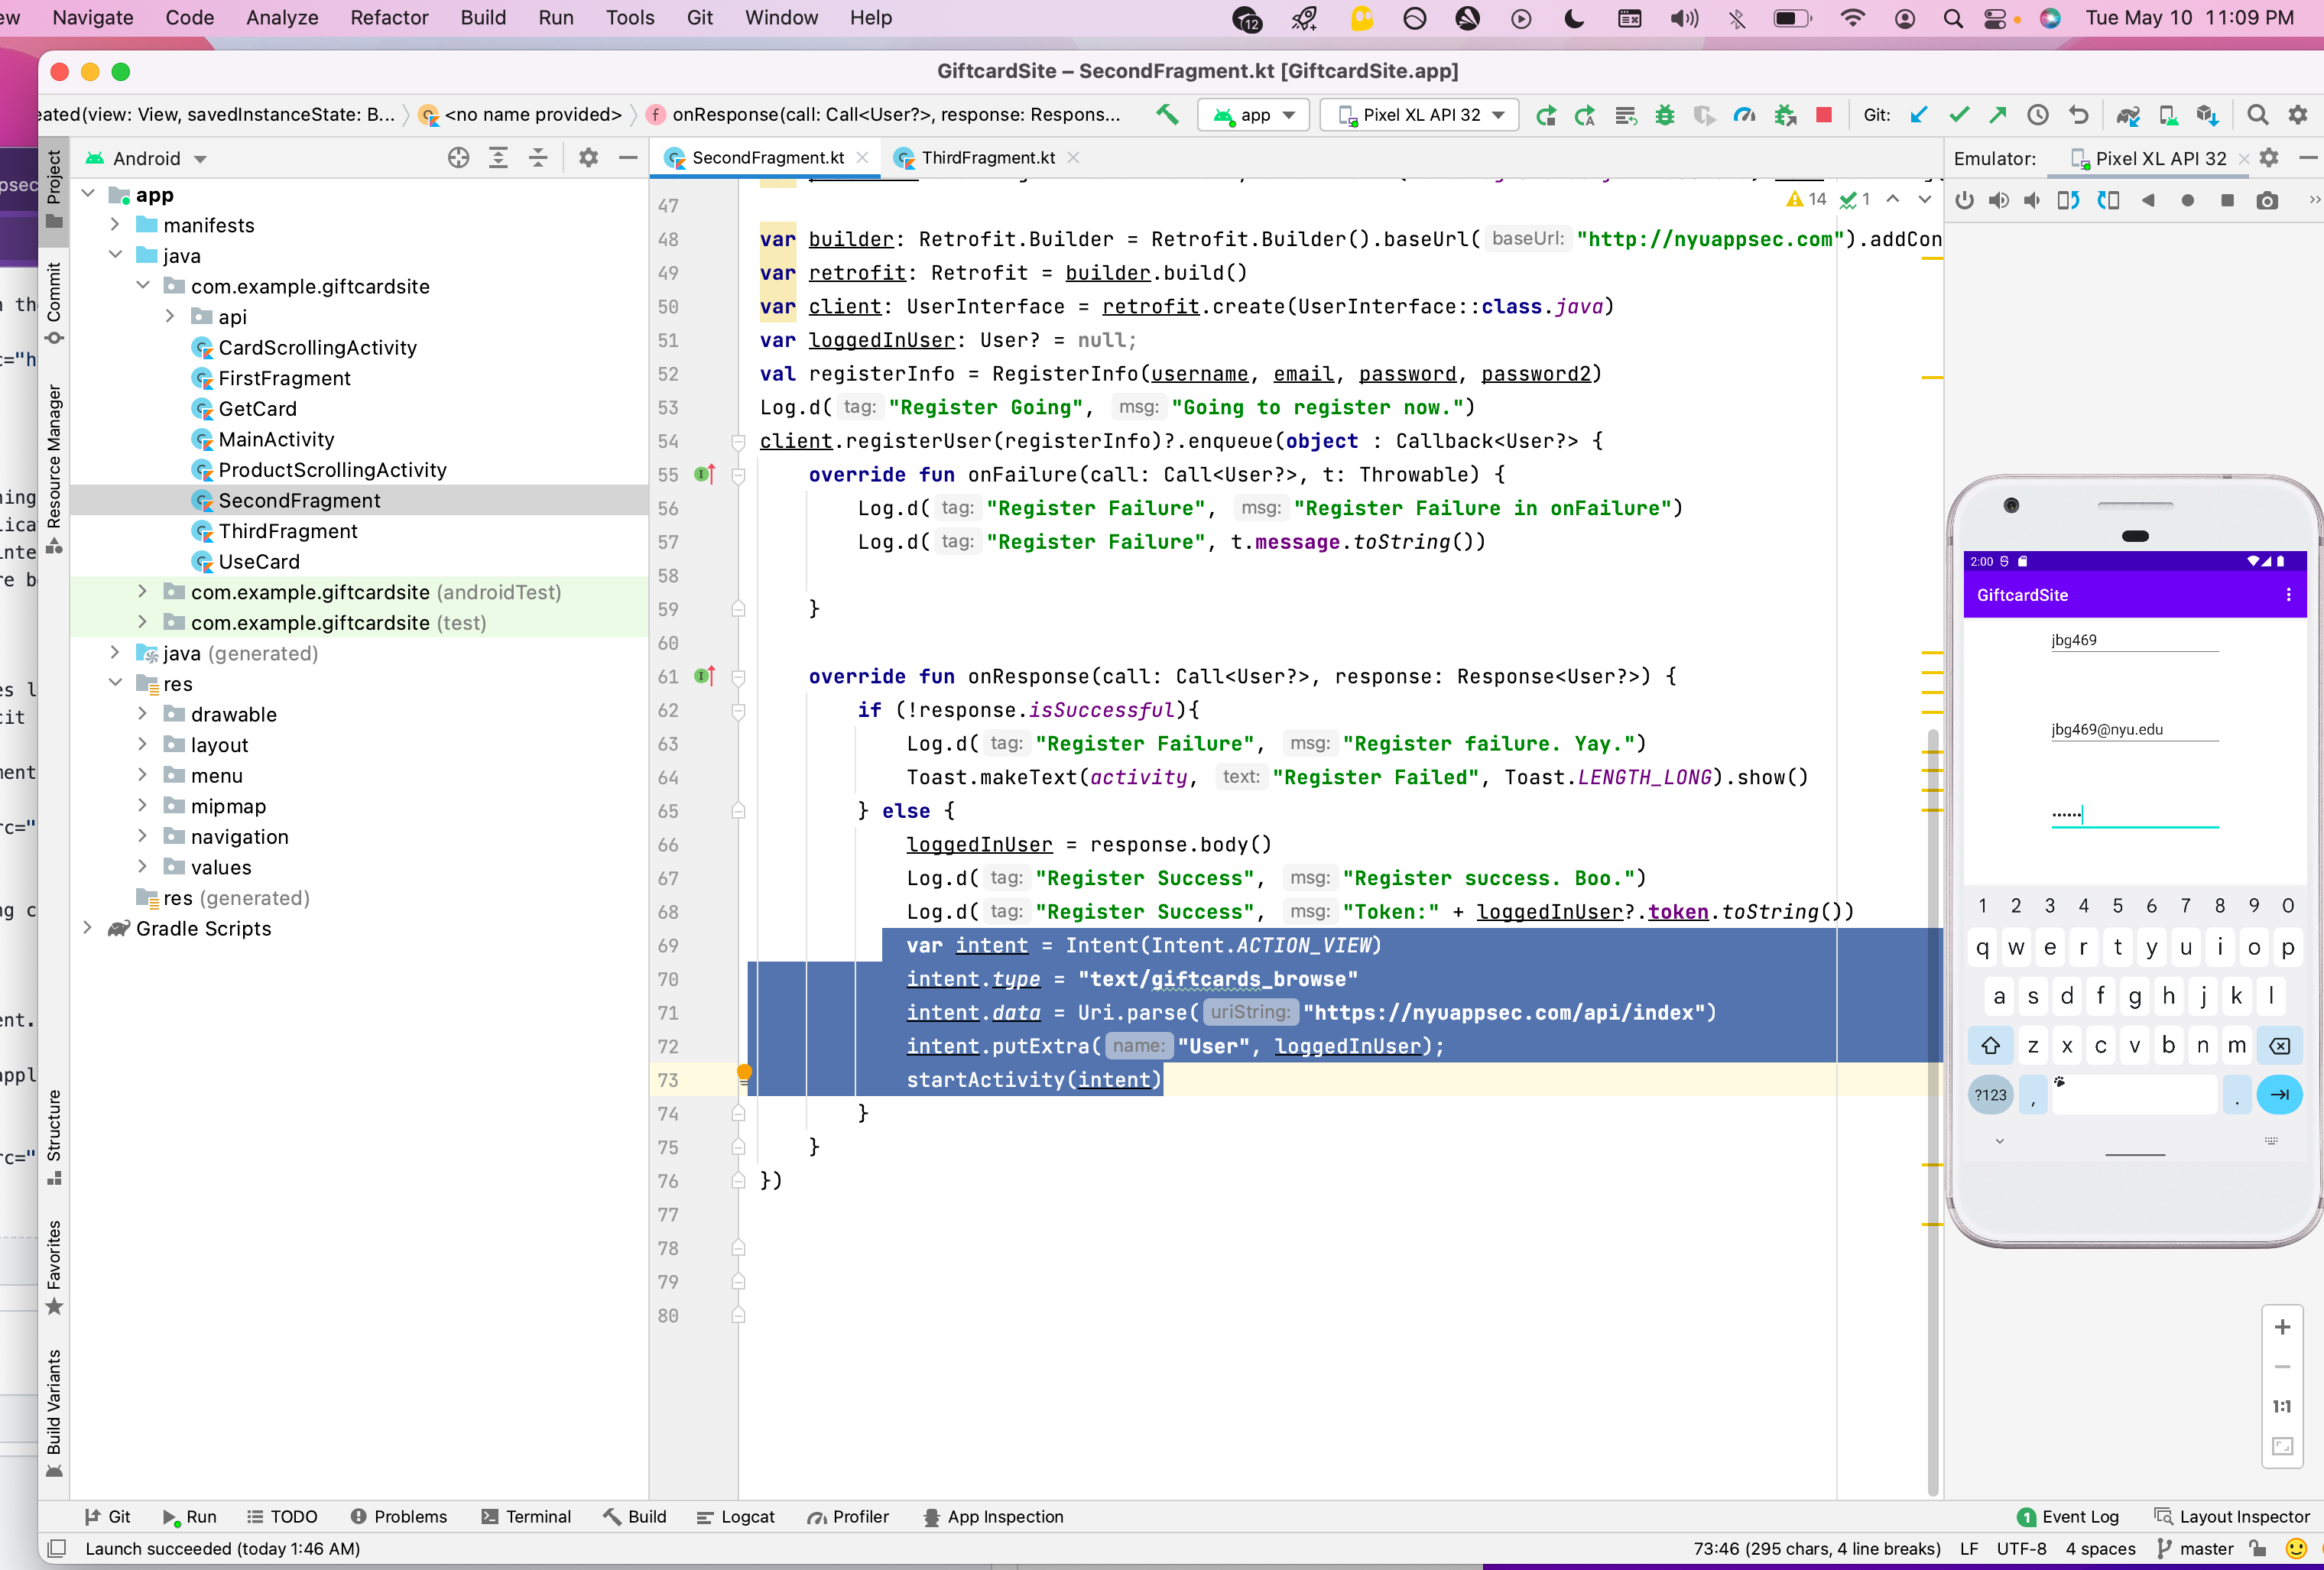 ew Navigate Code Analyze Refactor Build Run Tools Git Window Help 12 Tue May 10 11:09 PM
GiftcardSite – SecondFragment.kt [GiftcardSite.app]
eated(view: View, savedInstanceState: B... <no name provided> f onResponse(call: Call<User?>, response: Respons... app Pixel XL API 32 Git:
Project
Commit
Resource Manager
Structure
Favorites
Build Variants
Android
app
manifests
java
com.example.giftcardsite
api
CardScrollingActivity
FirstFragment
GetCard
MainActivity
ProductScrollingActivity
SecondFragment
ThirdFragment
UseCard
com.example.giftcardsite (androidTest)
com.example.giftcardsite (test)
java (generated)
res
drawable
layout
menu
mipmap
navigation
values
res (generated)
Gradle Scripts
SecondFragment.kt ThirdFragment.kt
14 1
47
48 var builder: Retrofit.Builder = Retrofit.Builder().baseUrl( baseUrl: "http://nyuappsec.com").addCon
49 var retrofit: Retrofit = builder.build()
50 var client: UserInterface = retrofit.create(UserInterface::class.java)
51 var loggedInUser: User? = null;
52 val registerInfo = RegisterInfo(username, email, password, password2)
53 Log.d( tag: "Register Going", msg: "Going to register now.")
54 client.registerUser(registerInfo)?.enqueue(object : Callback<User?> {
55 override fun onFailure(call: Call<User?>, t: Throwable) {
56 Log.d( tag: "Register Failure", msg: "Register Failure in onFailure")
57 Log.d( tag: "Register Failure", t.message.toString())
58
59 }
60
61 override fun onResponse(call: Call<User?>, response: Response<User?>) {
62 if (!response.isSuccessful){
63 Log.d( tag: "Register Failure", msg: "Register failure. Yay.")
64 Toast.makeText(activity, text: "Register Failed", Toast.LENGTH_LONG).show()
65 } else {
66 loggedInUser = response.body()
67 Log.d( tag: "Register Success", msg: "Register success. Boo.")
68 Log.d( tag: "Register Success", msg: "Token:" + loggedInUser?.token.toString())
69 var intent = Intent(Intent.ACTION_VIEW)
70 intent.type = "text/giftcards_browse"
71 intent.data = Uri.parse( uriString: "https://nyuappsec.com/api/index")
72 intent.putExtra( name: "User", loggedInUser);
73 startActivity(intent)
74 }
75 }
76 })
77
78
79
80
Emulator: Pixel XL API 32
2:00
GiftcardSite
jbg469
jbg469@nyu.edu
1 2 3 4 5 6 7 8 9 0
q w e r t y u i o p
a s d f g h j k l
z x c v b n m
?123 , .
1:1
Git Run TODO Problems Terminal Build Logcat Profiler App Inspection 1 Event Log Layout Inspector
Launch succeeded (today 1:46 AM) 73:46 (295 chars, 4 line breaks) LF UTF-8 4 spaces master